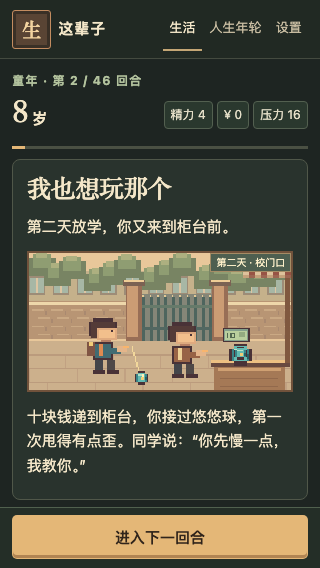 生 这辈子 生活 人生年轮 设置
童年 · 第 2 / 46 回合
8岁 精力 4 ¥ 0 压力 16
我也想玩那个
第二天放学，你又来到柜台前。
第二天 · 校门口
十块钱递到柜台，你接过悠悠球，第一
次甩得有点歪。同学说：“你先慢一点，
我教你。”
进入下一回合